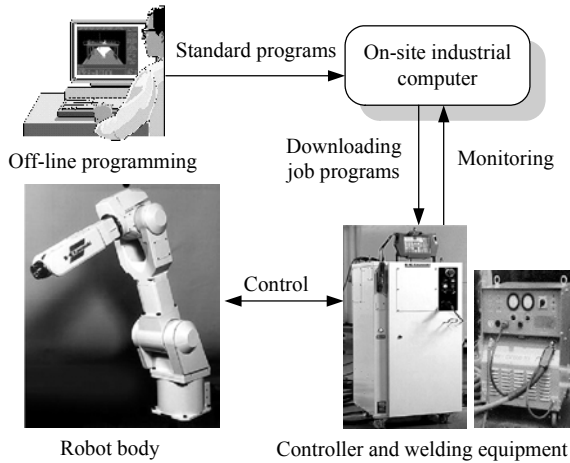 Standard programs
On-site industrial
computer
Off-line programming
Downloading
job programs
Monitoring
Control
Robot body
Controller and welding equipment